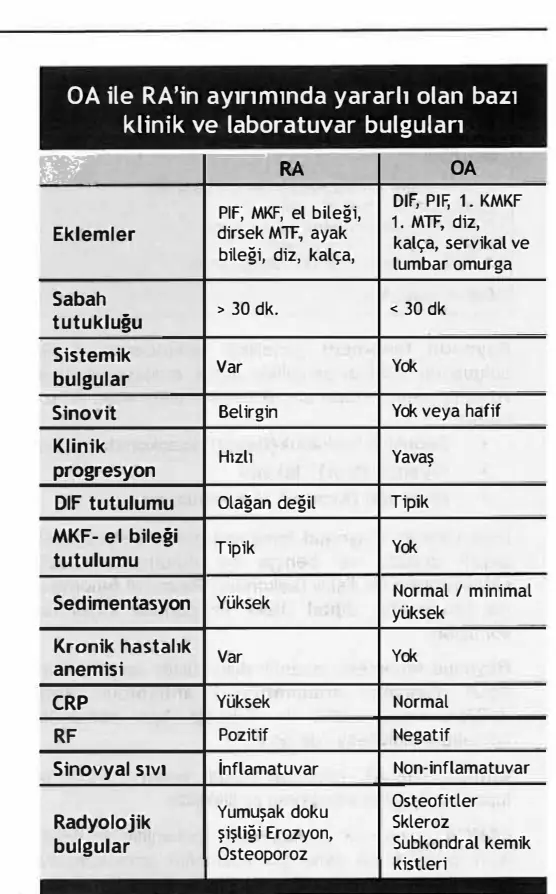 OA ile RA'in ayırımında yararlı olan bazı
klinik ve laboratuvar bulguları
RA OA
Eklemler
PIF, MKF, el bileği,
dirsek MTF, ayak
bileği, diz, kalça,
DIF, PIF, 1. KMKF
1. MTF, diz,
kalça, servikal ve
lumbar omurga
Sabah
tutukluğu
> 30 dk.
< 30 dk
Sistemik
bulgular
Var
Yok
Sinovit
Belirgin
Yok veya hafif
Klinik
progresyon
Hızlı
Yavaş
DIF tutulumu
Olağan değil
Tipik
MKF- el bileği
tutulumu
Tipik
Yok
Sedimentasyon
Yüksek
Normal / minimal
yüksek
Kronik hastalık
anemisi
Var
Yok
CRP
Yüksek
Normal
RF
Pozitif
Negatif
Sinovyal sıvı
İnflamatuvar
Non-inflamatuvar
Radyolojik
bulgular
Yumuşak doku
şişliği Erozyon,
Osteoporoz
Osteofitler
Skleroz
Subkondral kemik
kistleri